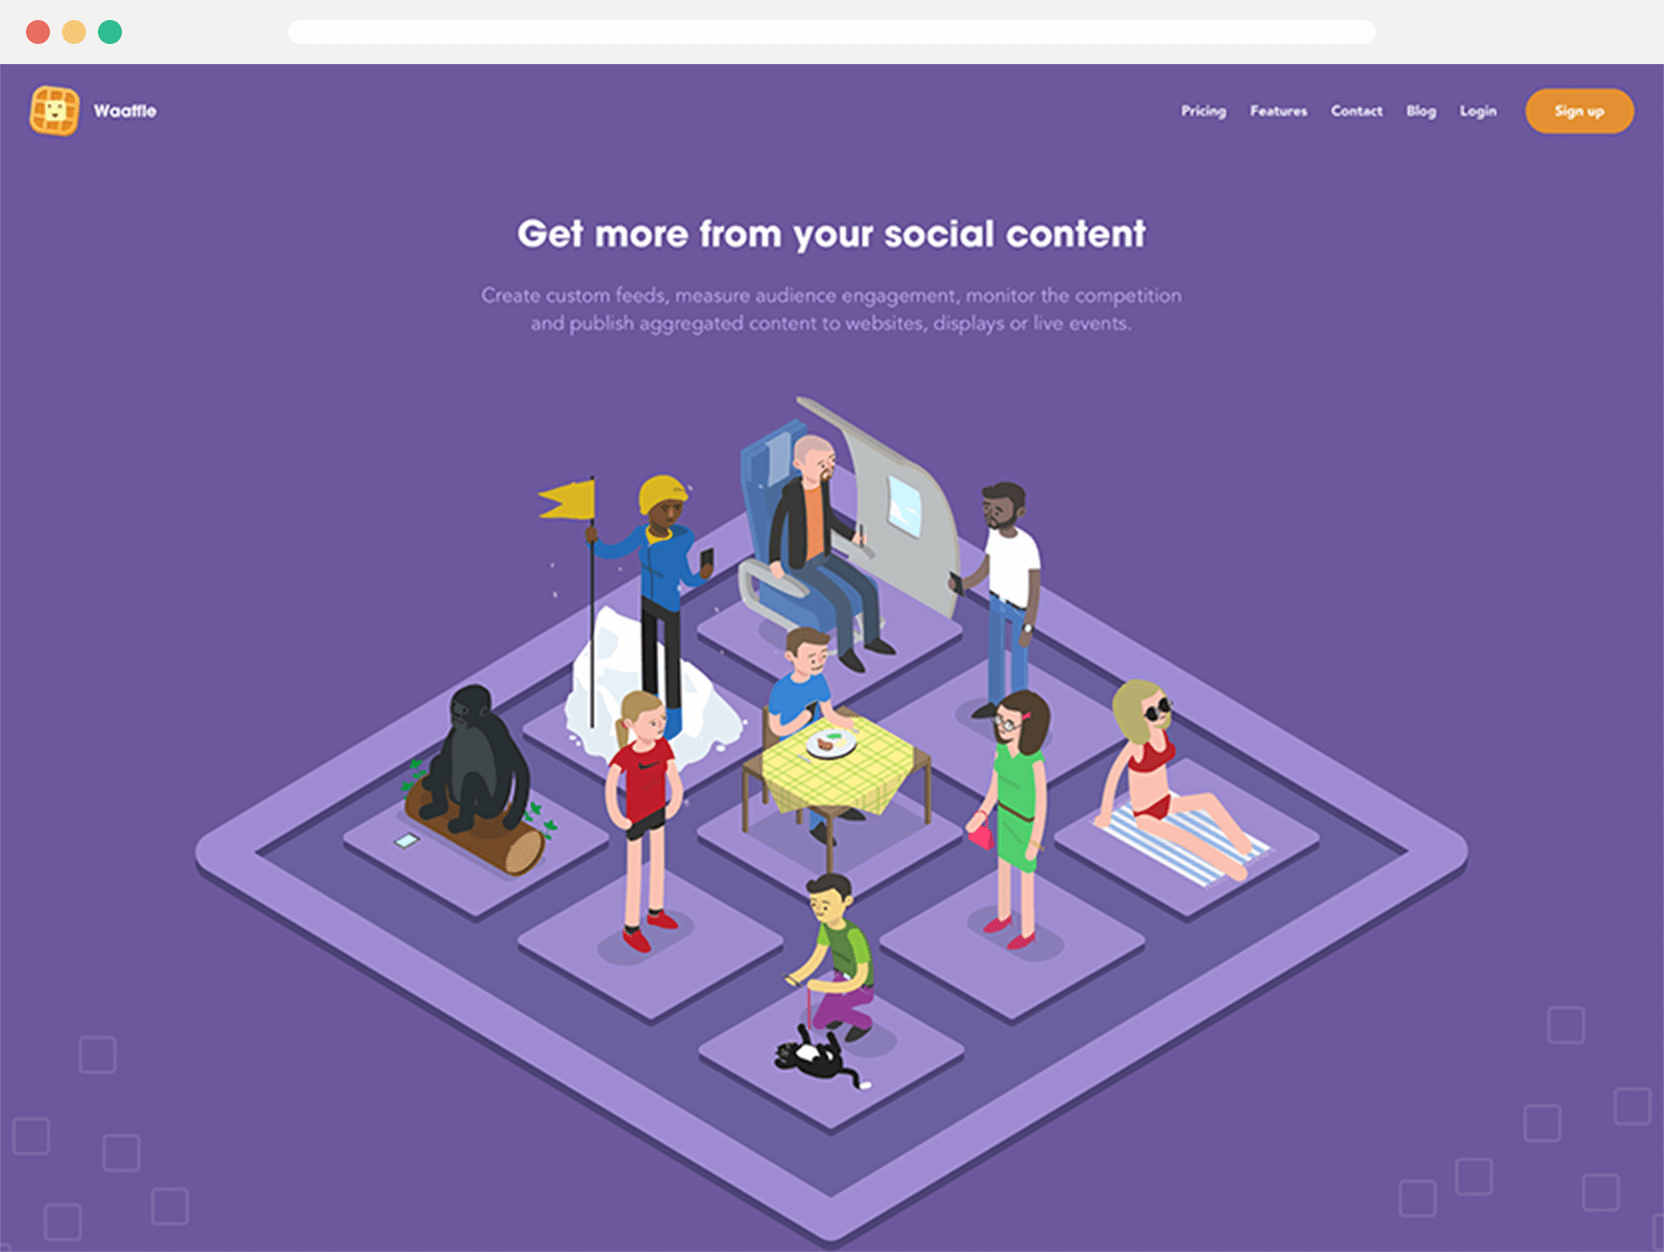 Waaffle
Pricing Features Contact Blog Login Sign up
Get more from your social content
Create custom feeds, measure audience engagement, monitor the competition
and publish aggregated content to websites, displays or live events.